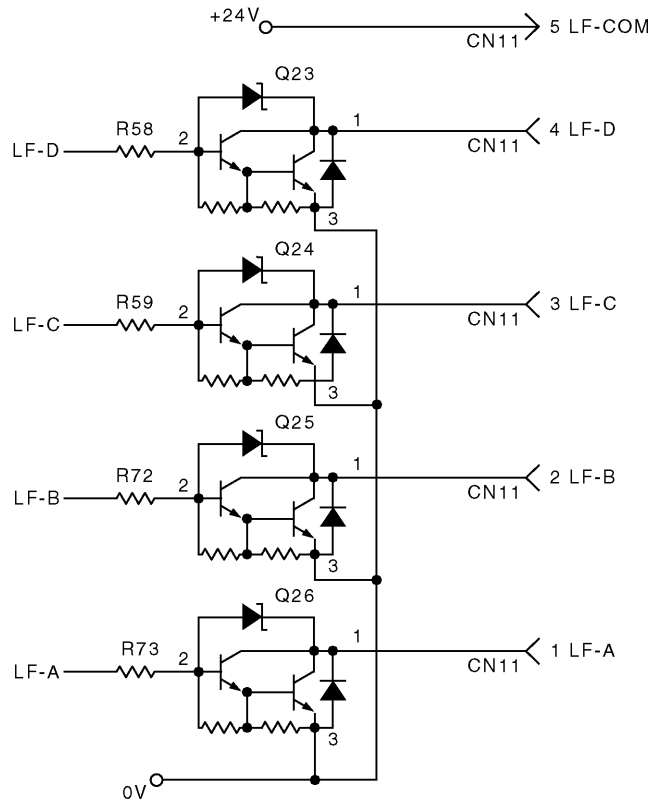 +24V
CN11
5 LF-COM
Q23
R58
2
1
LF-D
CN11
4 LF-D
3
Q24
R59
2
1
LF-C
CN11
3 LF-C
3
Q25
R72
2
1
LF-B
CN11
2 LF-B
3
Q26
R73
2
1
LF-A
CN11
1 LF-A
3
0V